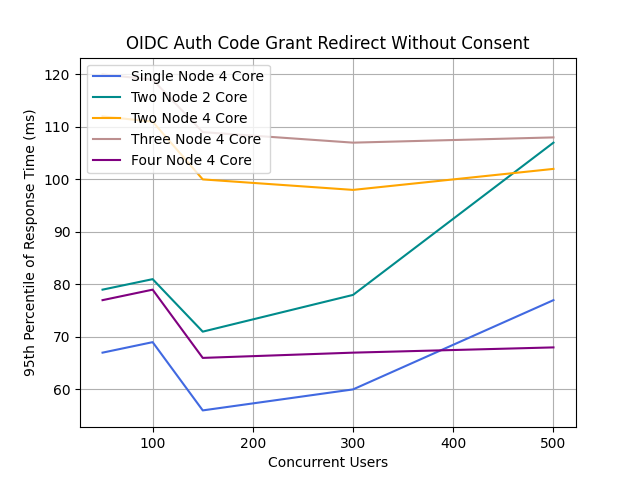 OIDC Auth Code Grant Redirect Without Consent
120
110
100
90
80
70
60
95th Percentile of Response Time (ms)
Single Node 4 Core
Two Node 2 Core
Two Node 4 Core
Three Node 4 Core
Four Node 4 Core
100
200
300
400
500
Concurrent Users